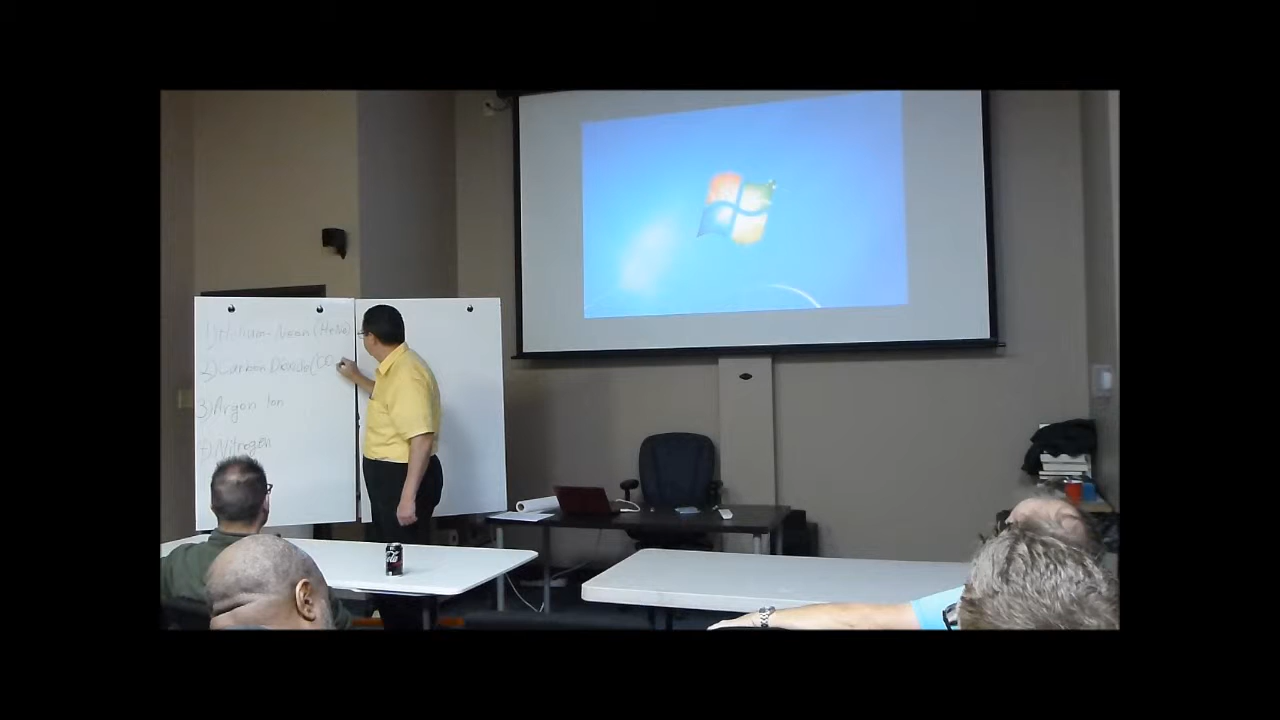 1) Helium-Neon (HeNe)
2) Carbon Dioxide (CO
3) Argon Ion
4) Nitrogen